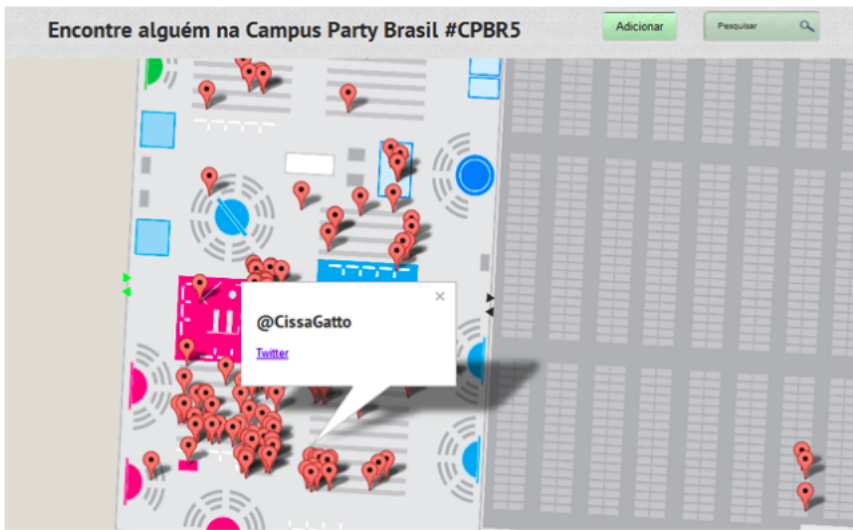 Encontre alguém na Campus Party Brasil #CPBR5
Adicionar
Pesquisar
@CissaGatto
Twitter